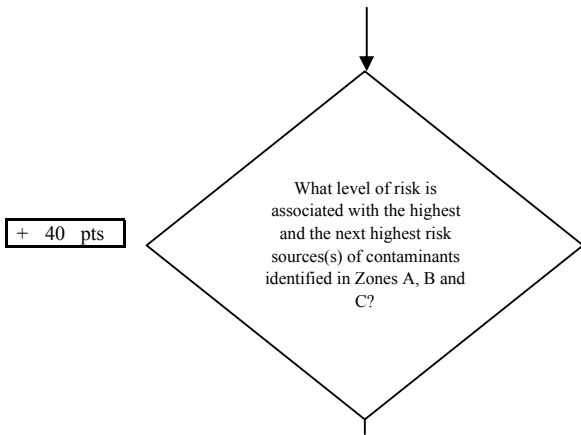 What level of risk is
associated with the highest
and the next highest risk
sources(s) of contaminants
identified in Zones A, B and
C?
+ 40 pts